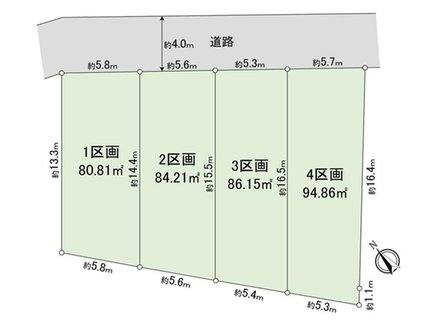 約4.0m 道路
約5.8m 約5.6m 約5.3m 約5.7m
1区画
80.81㎡
2区画
84.21㎡
3区画
86.15㎡
4区画
94.86㎡
約13.3m
約14.4m
約15.5m
約16.5m
約16.4m
約1.1m
約5.8m
約5.6m
約5.4m
約5.3m
N